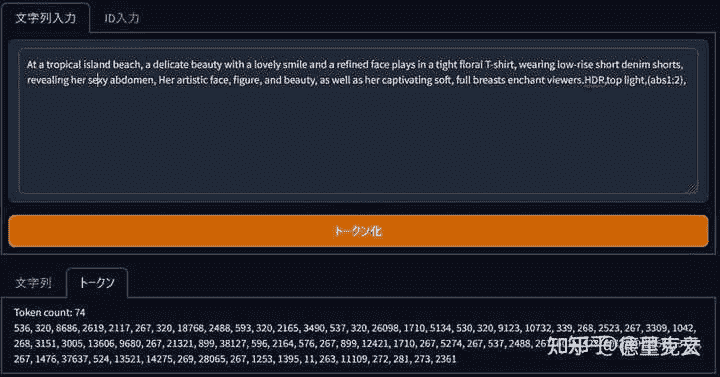 文字列入力 ID入力
At a tropical island beach, a delicate beauty with a lovely smile and a refined face plays in a tight floral T-shirt, wearing low-rise short denim shorts,
revealing her sexy abdomen, Her artistic face, figure, and beauty, as well as her captivating soft, full breasts enchant viewers.HDR,top light,(abs1:2),
トークン化
文字列 トークン
Token count: 74
536, 320, 8686, 2619, 2117, 267, 320, 18768, 2488, 593, 320, 2165, 3490, 537, 320, 26098, 1710, 5134, 530, 320, 9123, 10732, 339, 268, 2523, 267, 3309, 1042,
268, 3151, 3005, 13606, 9680, 267, 21321, 899, 38127, 596, 2164, 576, 267, 899, 12421, 1710, 267, 5274, 267, 537, 2488,
267, 1476, 37637, 524, 13521, 14275, 269, 28065, 267, 1253, 1395, 11, 263, 11109, 272, 281, 273, 2361
知乎 @德里克文